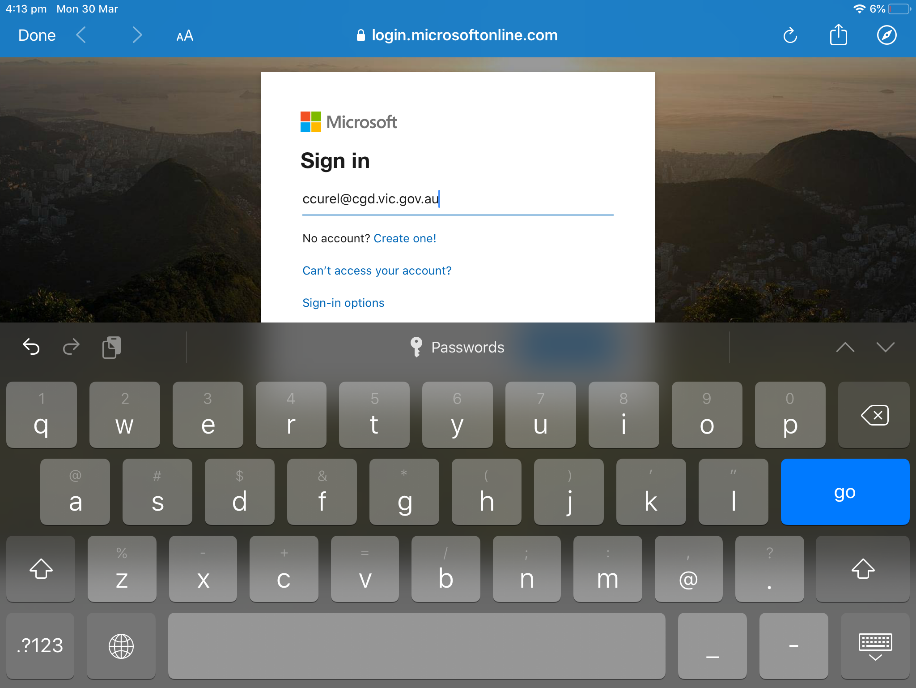 4:13 pm Mon 30 Mar 6%
Done AA login.microsoftonline.com
Microsoft
Sign in
ccurel@cgd.vic.gov.au
No account? Create one!
Can't access your account?
Sign-in options
Passwords
1 2 3 4 5 6 7 8 9 0
q w e r t y u i o p
@ # $ & * ( ) ' "
a s d f g h j k l go
% - + = / ; : , ?
z x c v b n m @ .
.?123 _ -